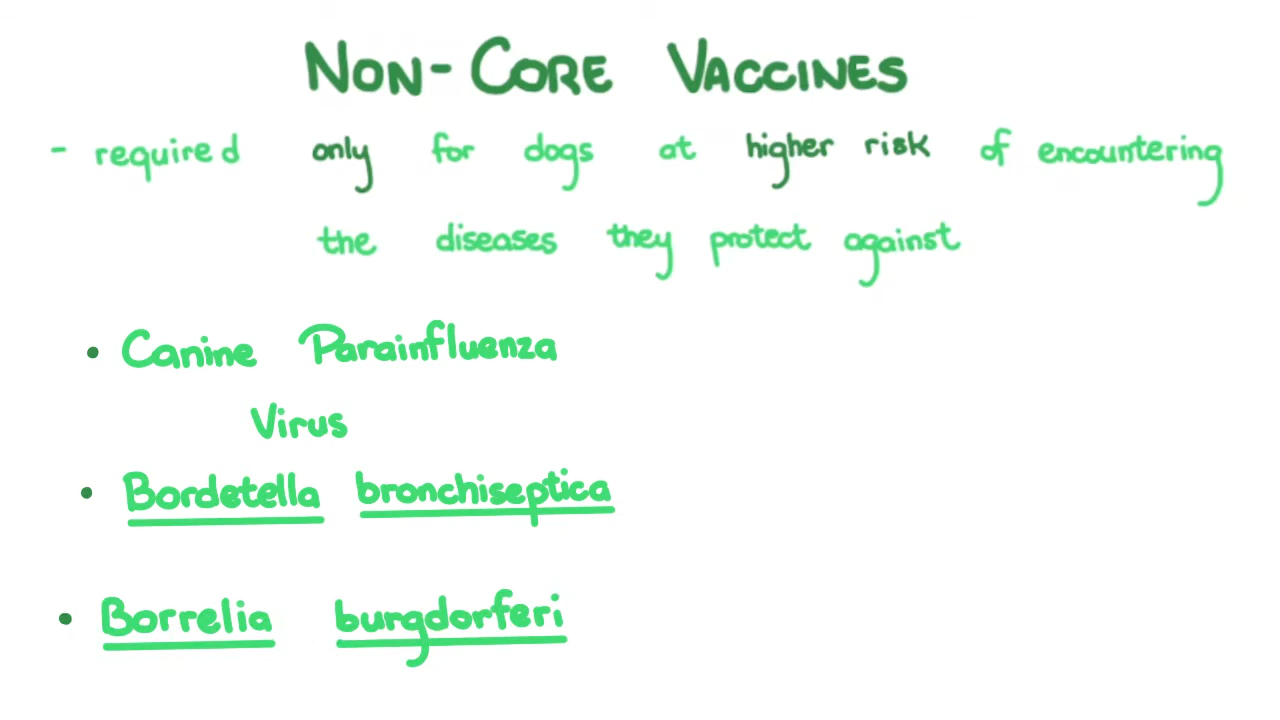 NON-CORE VACCINES
- required only for dogs at higher risk of encountering
the diseases they protect against
• Canine Parainfluenza
Virus
• Bordetella bronchiseptica
• Borrelia burgdorferi